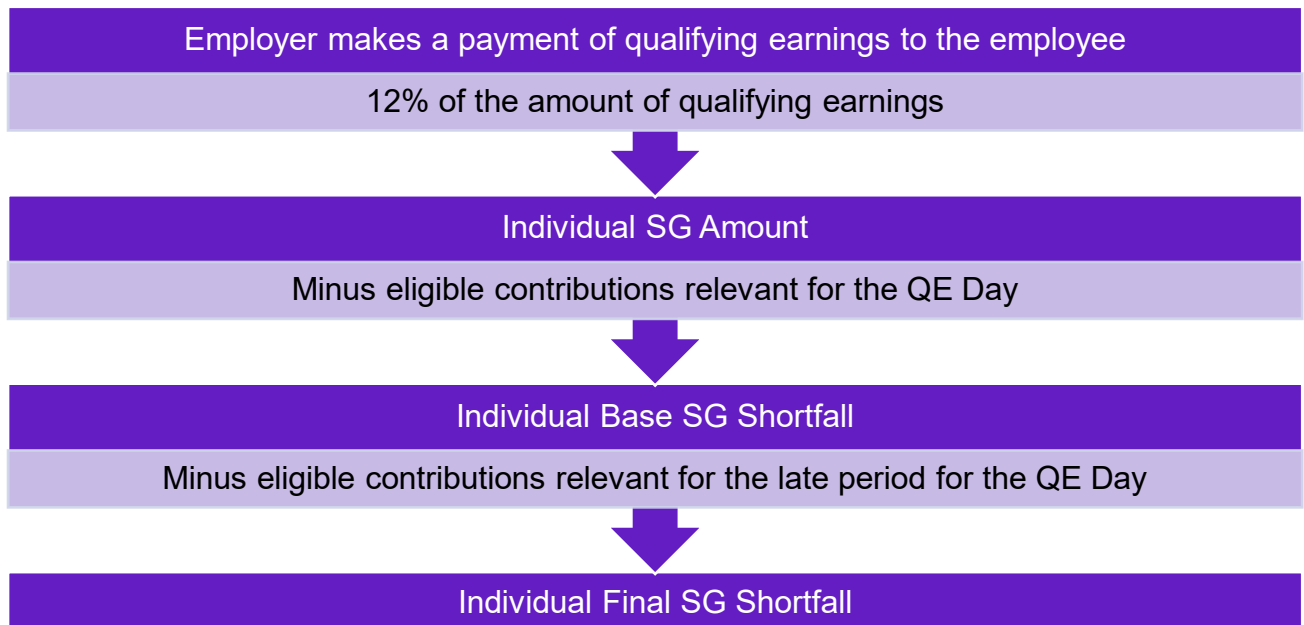 Employer makes a payment of qualifying earnings to the employee
12% of the amount of qualifying earnings
Individual SG Amount
Minus eligible contributions relevant for the QE Day
Individual Base SG Shortfall
Minus eligible contributions relevant for the late period for the QE Day
Individual Final SG Shortfall